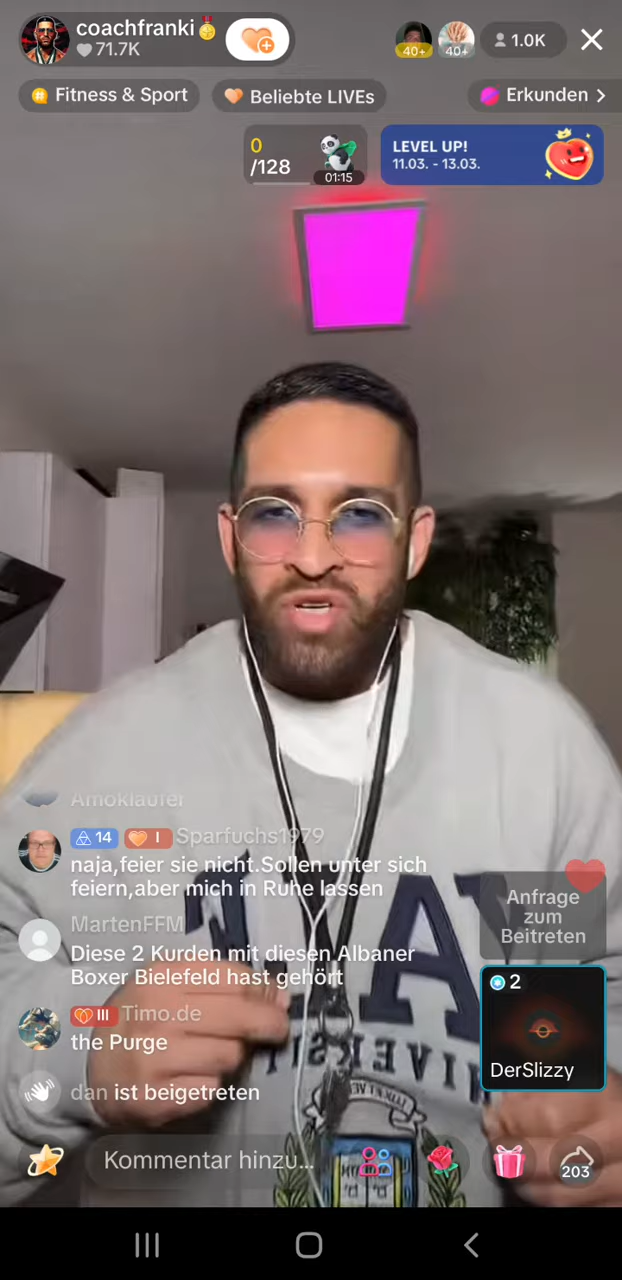 coachfranki🏅
71.7K
40+
40+
1.0K
Fitness & Sport
Beliebte LIVEs
Erkunden >
0
/128
01:15
LEVEL UP!
11.03. - 13.03.
Amokläufer
14
I
Sparfuchs1979
naja,feier sie nicht.Sollen unter sich
feiern,aber mich in Ruhe lassen
MartenFFM
Diese 2 Kurden mit diesen Albaner
Boxer Bielefeld hast gehört
III
Timo.de
the Purge
dan ist beigetreten
Anfrage
zum
Beitreten
2
DerSlizzy
Kommentar hinzu...
203